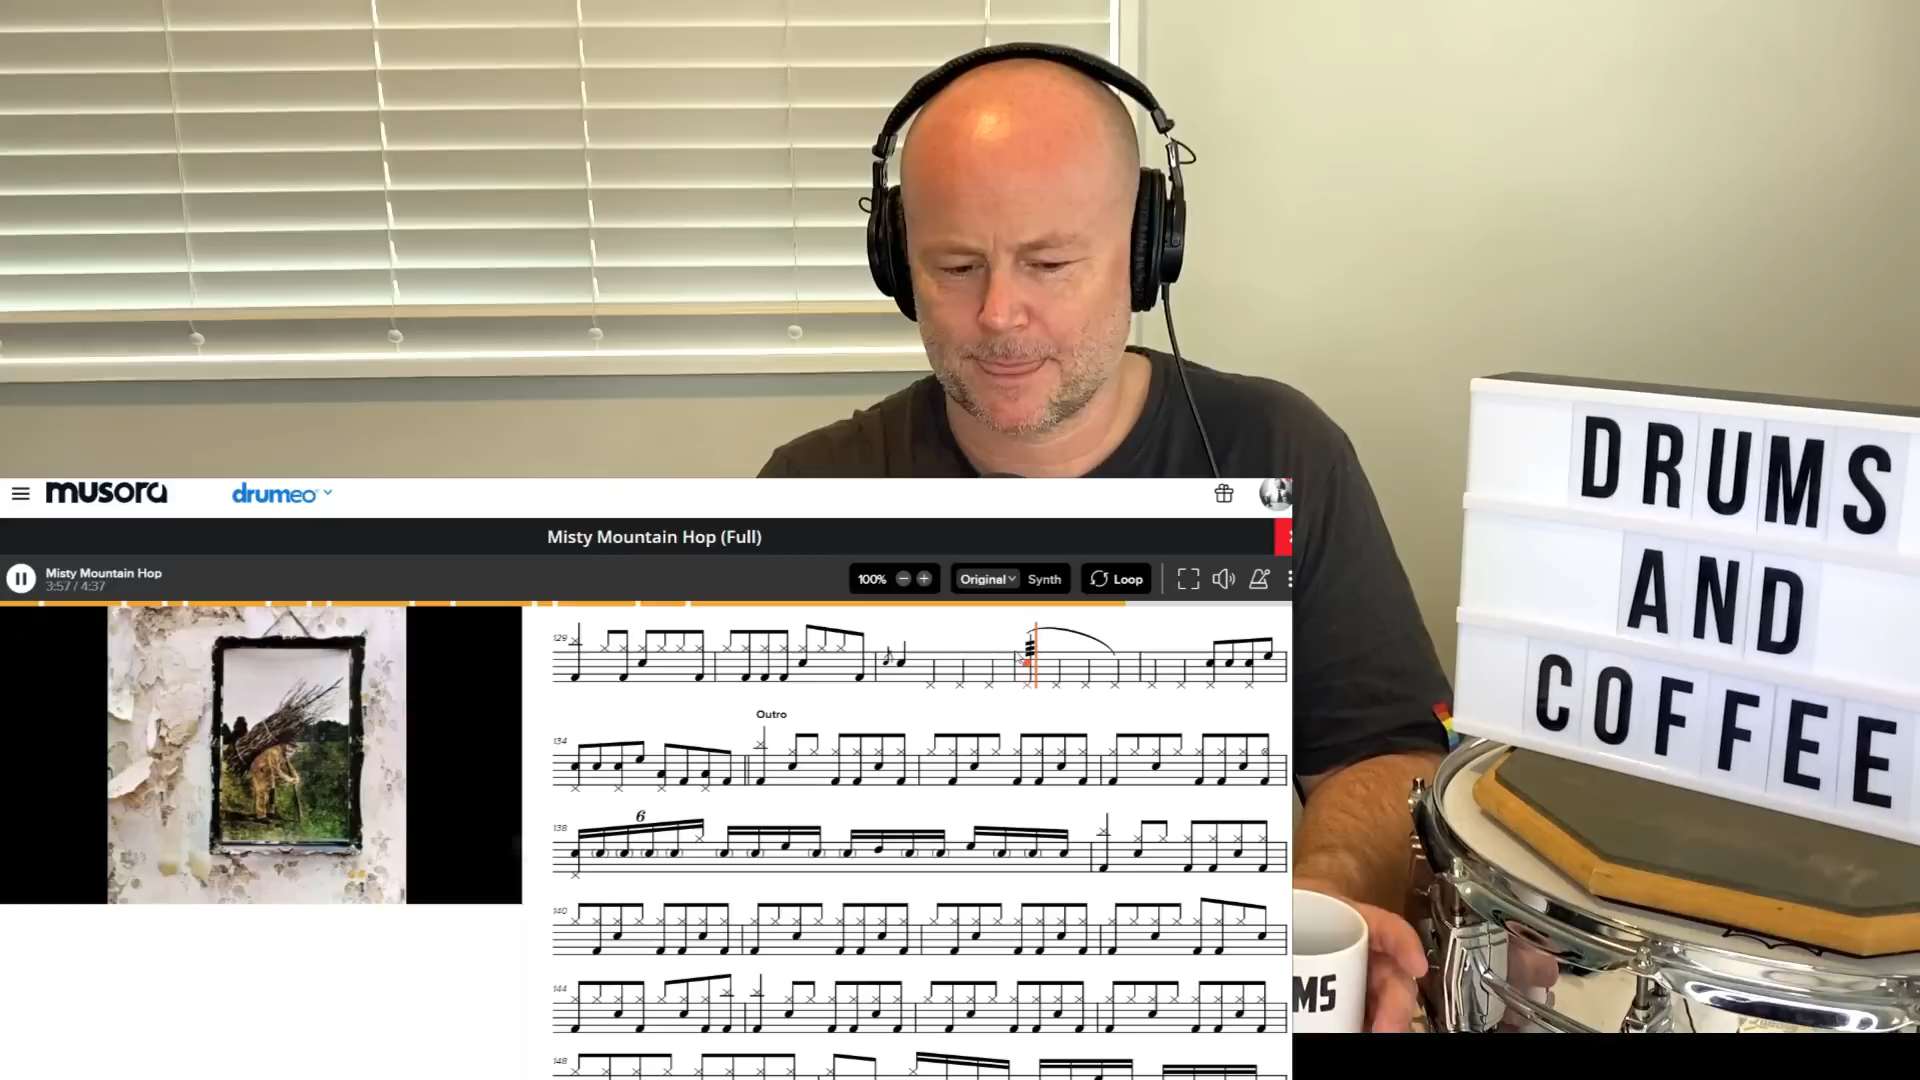 DRUMS
AND
COFFEE
musora
drumeo
Misty Mountain Hop (Full)
Misty Mountain Hop
3:57 / 4:37
100%
Original
Synth
Loop
129
Outro
134
6
138
140
144
148
MS